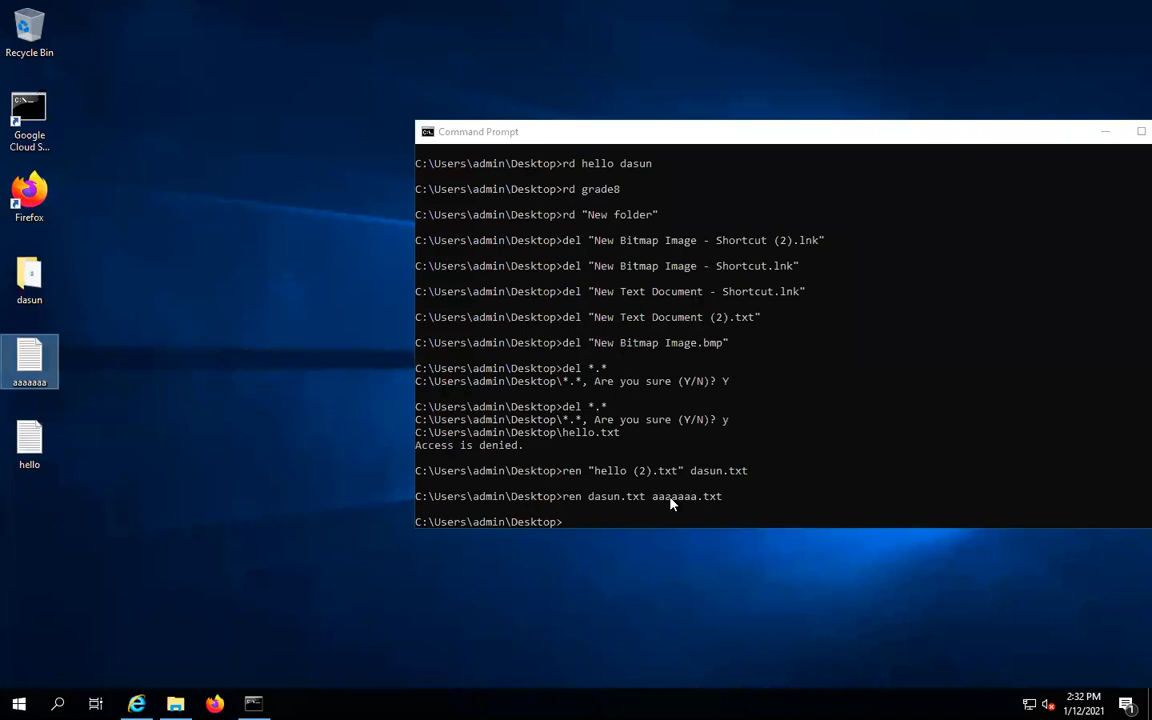 Recycle Bin
Google
Cloud S...
Firefox
dasun
aaaaaaa
hello
Command Prompt
C:\Users\admin\Desktop>rd hello dasun
C:\Users\admin\Desktop>rd grade8
C:\Users\admin\Desktop>rd "New folder"
C:\Users\admin\Desktop>del "New Bitmap Image - Shortcut (2).lnk"
C:\Users\admin\Desktop>del "New Bitmap Image - Shortcut.lnk"
C:\Users\admin\Desktop>del "New Text Document - Shortcut.lnk"
C:\Users\admin\Desktop>del "New Text Document (2).txt"
C:\Users\admin\Desktop>del "New Bitmap Image.bmp"
C:\Users\admin\Desktop>del *.*
C:\Users\admin\Desktop\*.*, Are you sure (Y/N)? Y
C:\Users\admin\Desktop>del *.*
C:\Users\admin\Desktop\*.*, Are you sure (Y/N)? y
C:\Users\admin\Desktop\hello.txt
Access is denied.
C:\Users\admin\Desktop>ren "hello (2).txt" dasun.txt
C:\Users\admin\Desktop>ren dasun.txt aaaaaaa.txt
C:\Users\admin\Desktop>
2:32 PM
1/12/2021
1